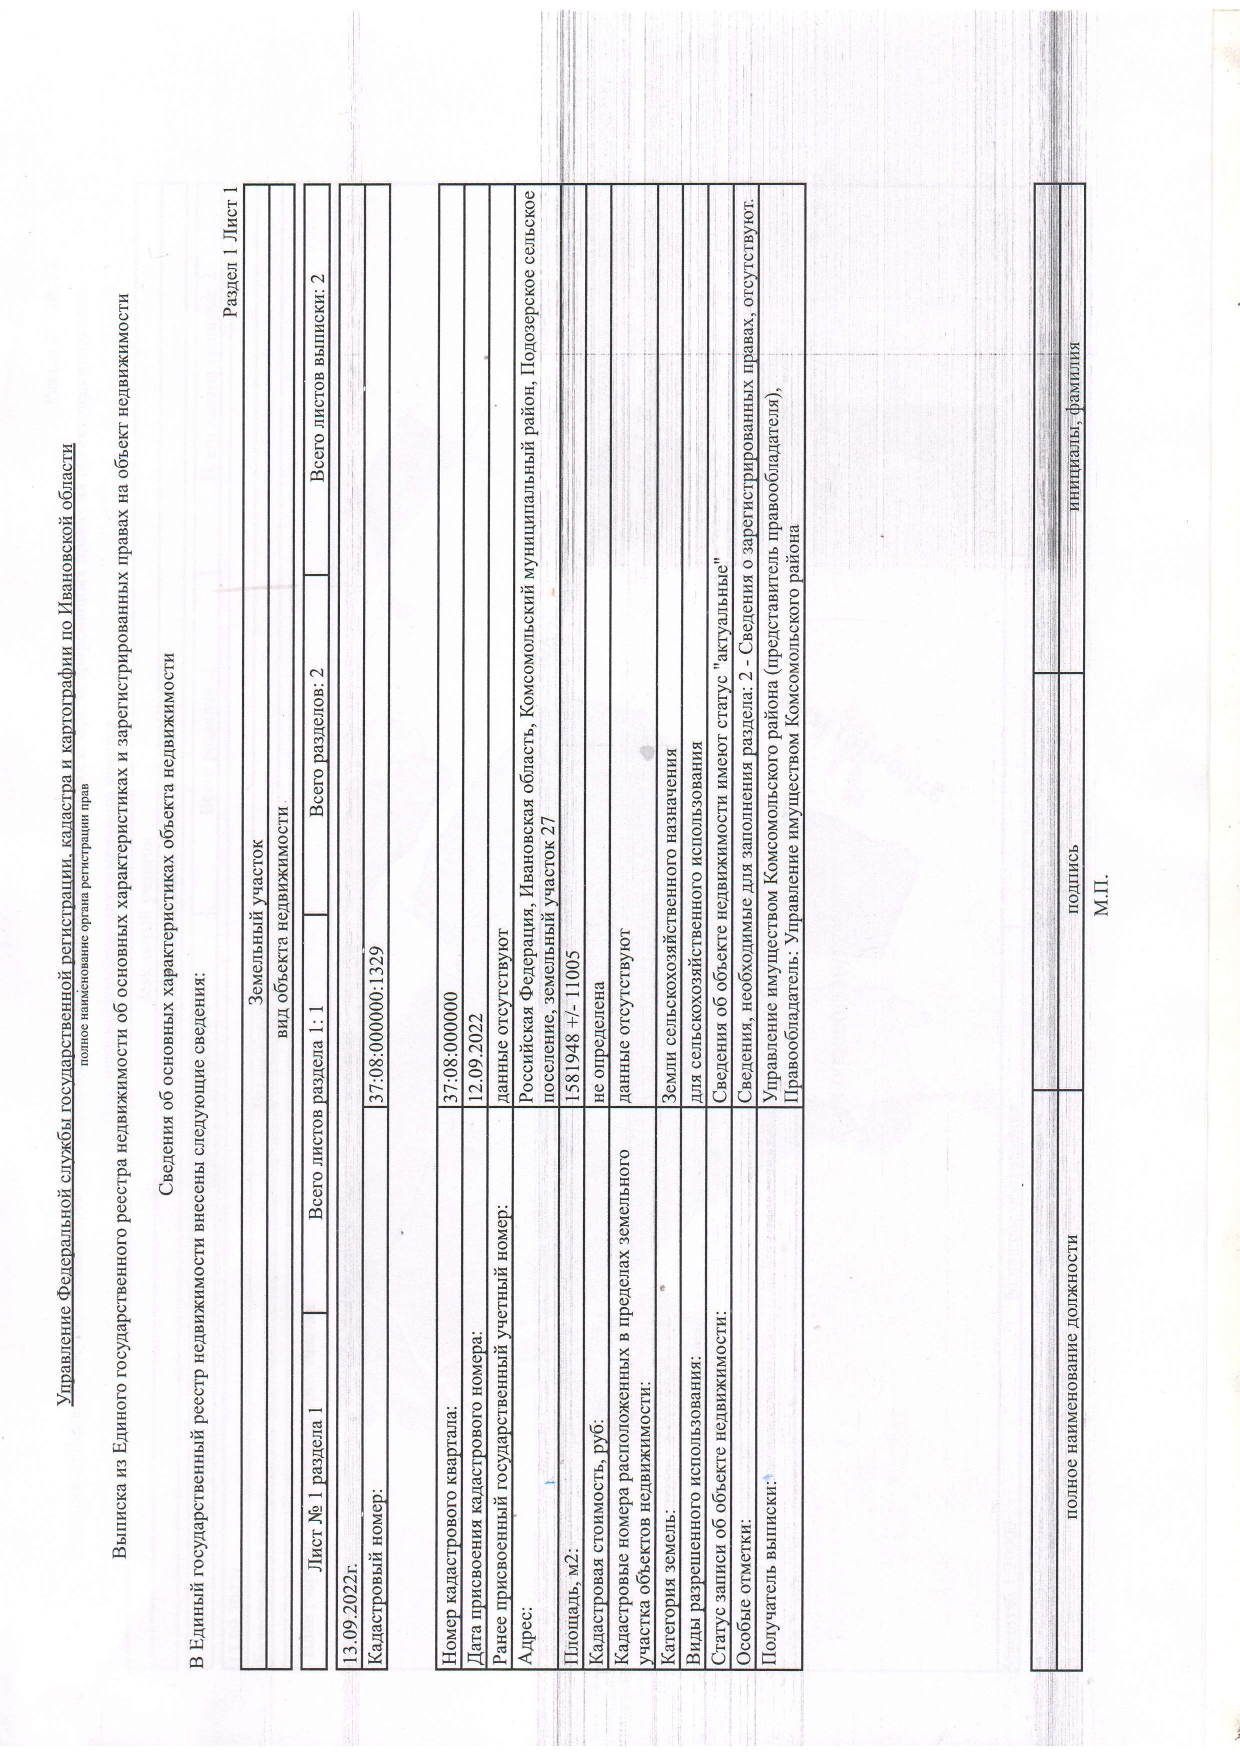 Управление Федеральной службы государственной регистрации, кадастра и картографии по Ивановской области
полное наименование органа регистрации прав
Выписка из Единого государственного реестра недвижимости об основных характеристиках и зарегистрированных правах на объект недвижимости
Сведения об основных характеристиках объекта недвижимости
В Единый государственный реестр недвижимости внесены следующие сведения:
Раздел 1 Лист 1
Земельный участок
вид объекта недвижимости
Лист № 1 раздела 1 Всего листов раздела 1: 1 Всего разделов: 2 Всего листов выписки: 2
13.09.2022г.
Кадастровый номер: 37:08:000000:1329
Номер кадастрового квартала: 37:08:000000
Дата присвоения кадастрового номера: 12.09.2022
Ранее присвоенный государственный учетный номер: данные отсутствуют
Адрес: Российская Федерация, Ивановская область, Комсомольский муниципальный район, Подозерское сельское
поселение, земельный участок 27
Площадь, м2: 1581948 +/- 11005
Кадастровая стоимость, руб: не определена
Кадастровые номера расположенных в пределах земельного
участка объектов недвижимости: данные отсутствуют
Категория земель: Земли сельскохозяйственного назначения
Виды разрешенного использования: для сельскохозяйственного использования
Статус записи об объекте недвижимости: Сведения об объекте недвижимости имеют статус "актуальные"
Особые отметки: Сведения, необходимые для заполнения раздела: 2 - Сведения о зарегистрированных правах, отсутствуют.
Получатель выписки: Управление имуществом Комсомольского района (представитель правообладателя),
Правообладатель: Управление имуществом Комсомольского района
полное наименование должности подпись инициалы, фамилия
М.П.